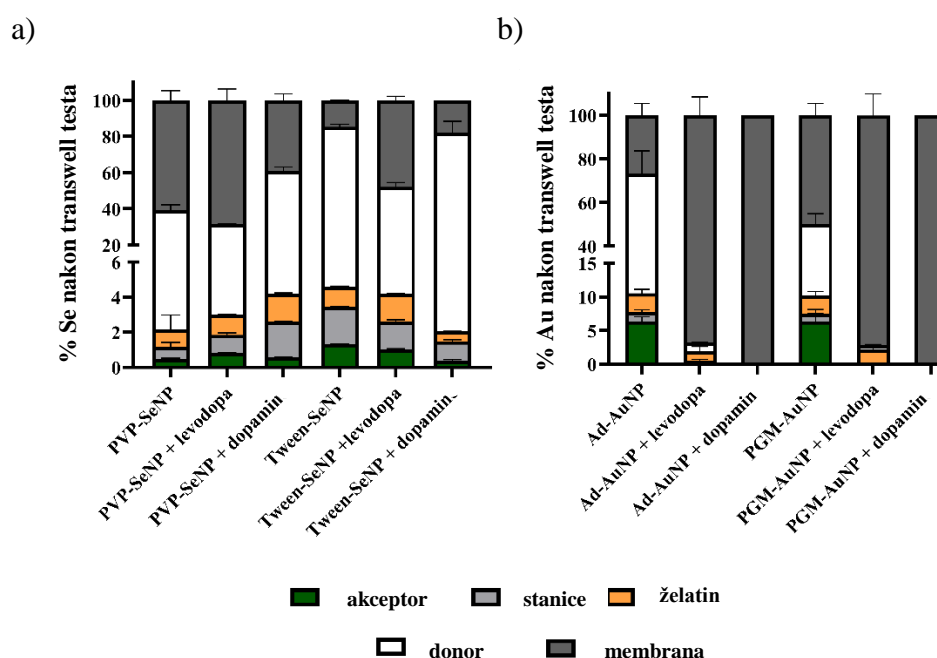 a)
% Se nakon transwell testa
100
80
60
40
20
6
4
2
0
PVP-SeNP
PVP-SeNP + levodopa
PVP-SeNP + dopamin
Tween-SeNP
Tween-SeNP +levodopa
Tween-SeNP + dopamin
b)
% Au nakon transwell testa
100
80
60
40
15
10
5
0
Ad-AuNP
Ad-AuNP + levodopa
Ad-AuNP + dopamin
PGM-AuNP
PGM-AuNP + levodopa
PGM-AuNP + dopamin
akceptor stanice želatin
donor membrana